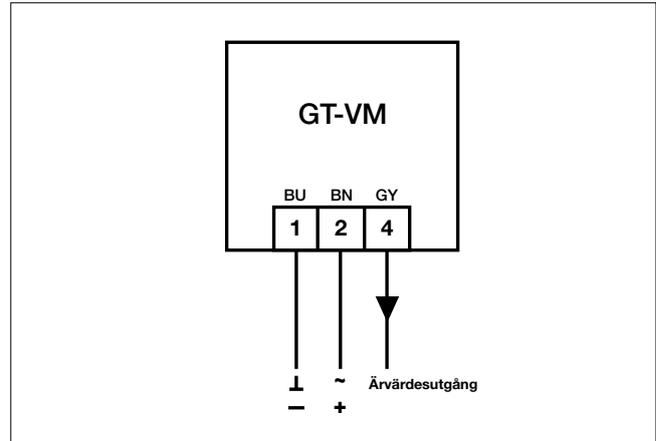 GT-VM
BU BN GY
1 2 4
⊥ ~ Ärvärdesutgång
− +